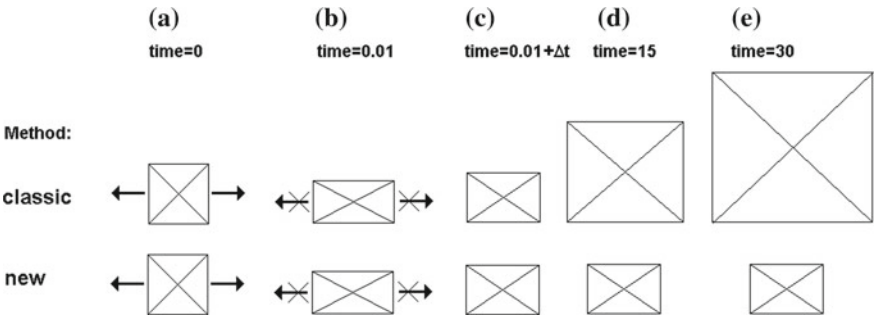 (a) (b) (c) (d) (e)
time=0 time=0.01 time=0.01+Δt time=15 time=30
Method:
classic
new